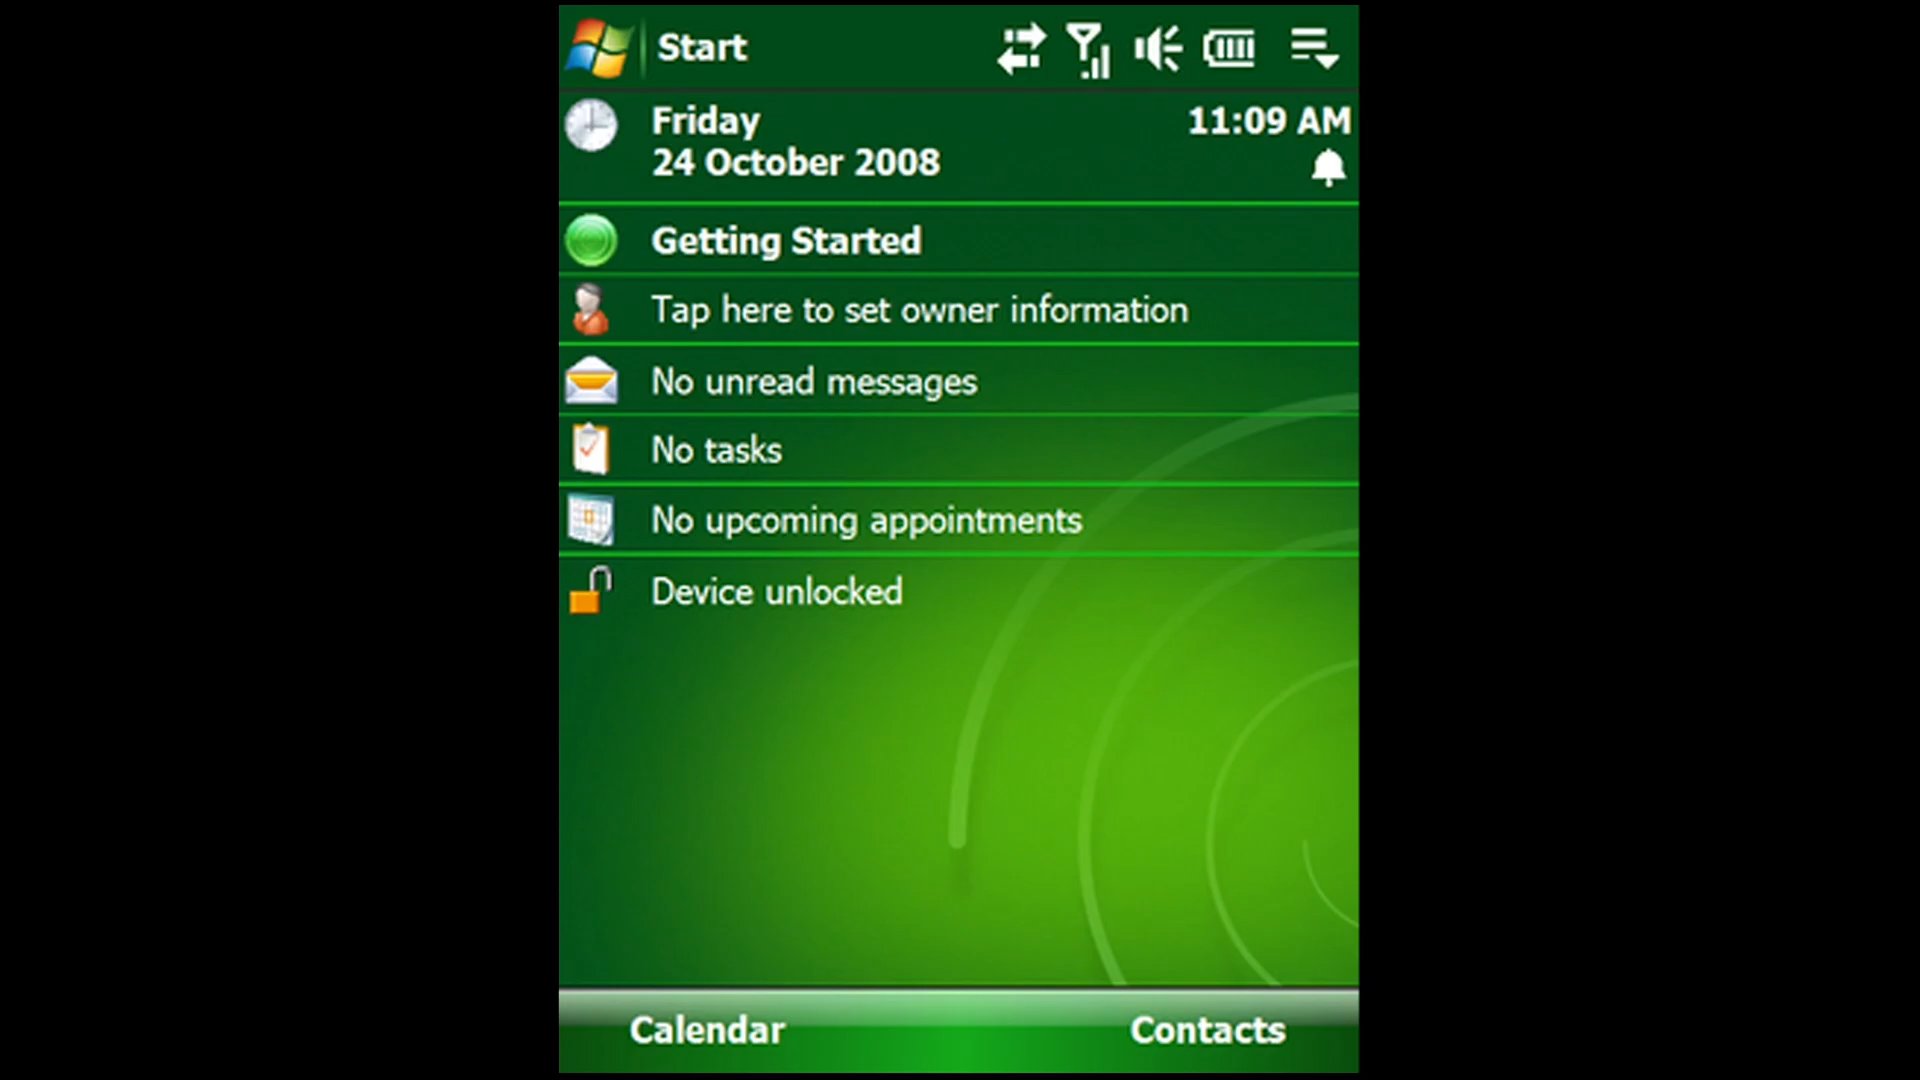 Start
Friday
11:09 AM
24 October 2008
Getting Started
Tap here to set owner information
No unread messages
No tasks
No upcoming appointments
Device unlocked
Calendar
Contacts